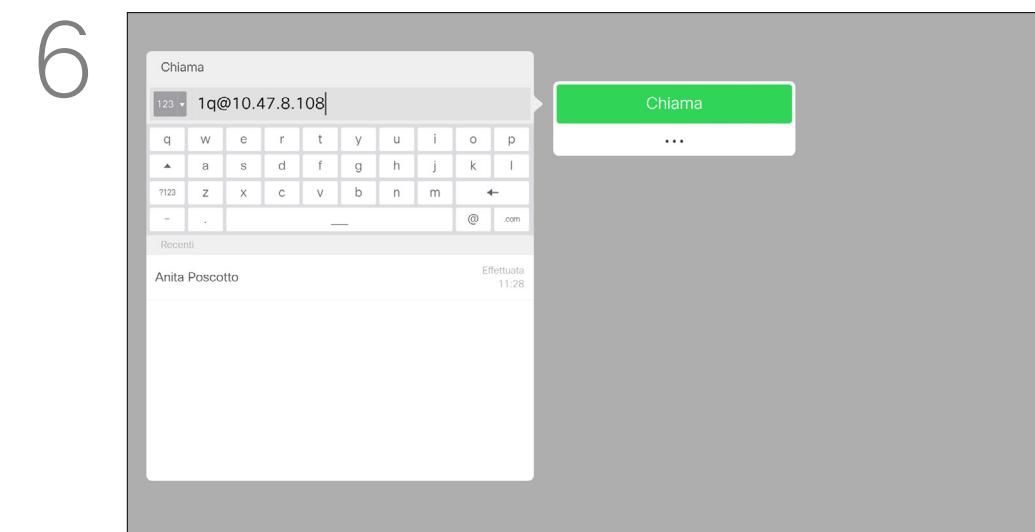 6
Chiama
123
1q@10.47.8.108
Chiama
...
q w e r t y u i o p
a s d f g h j k l
?123 z x c v b n m
- . @ .com
Recenti
Anita Poscotto
Effettuata
11:28